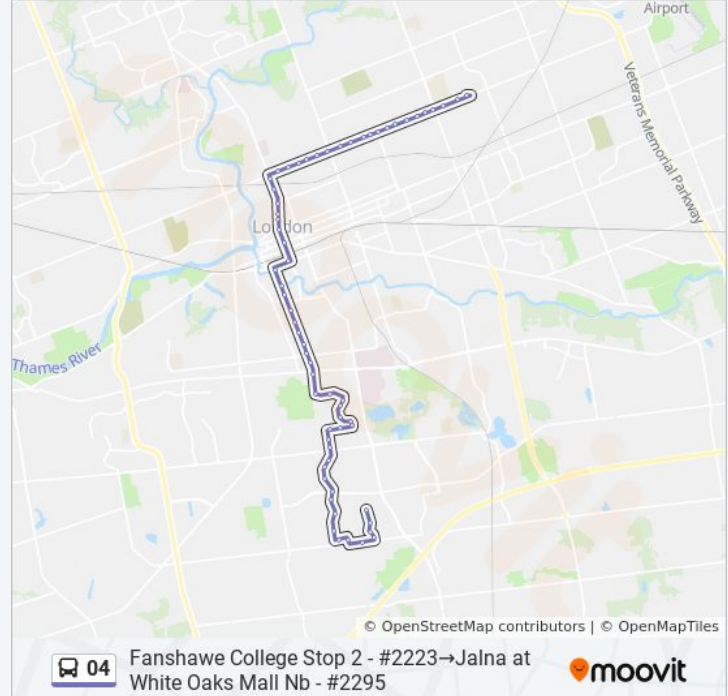 Airport
Veterans Memorial Parkway
London
Thames River
© OpenStreetMap contributors | © OpenMapTiles
04
Fanshawe College Stop 2 - #2223→Jalna at
White Oaks Mall Nb - #2295
moovit